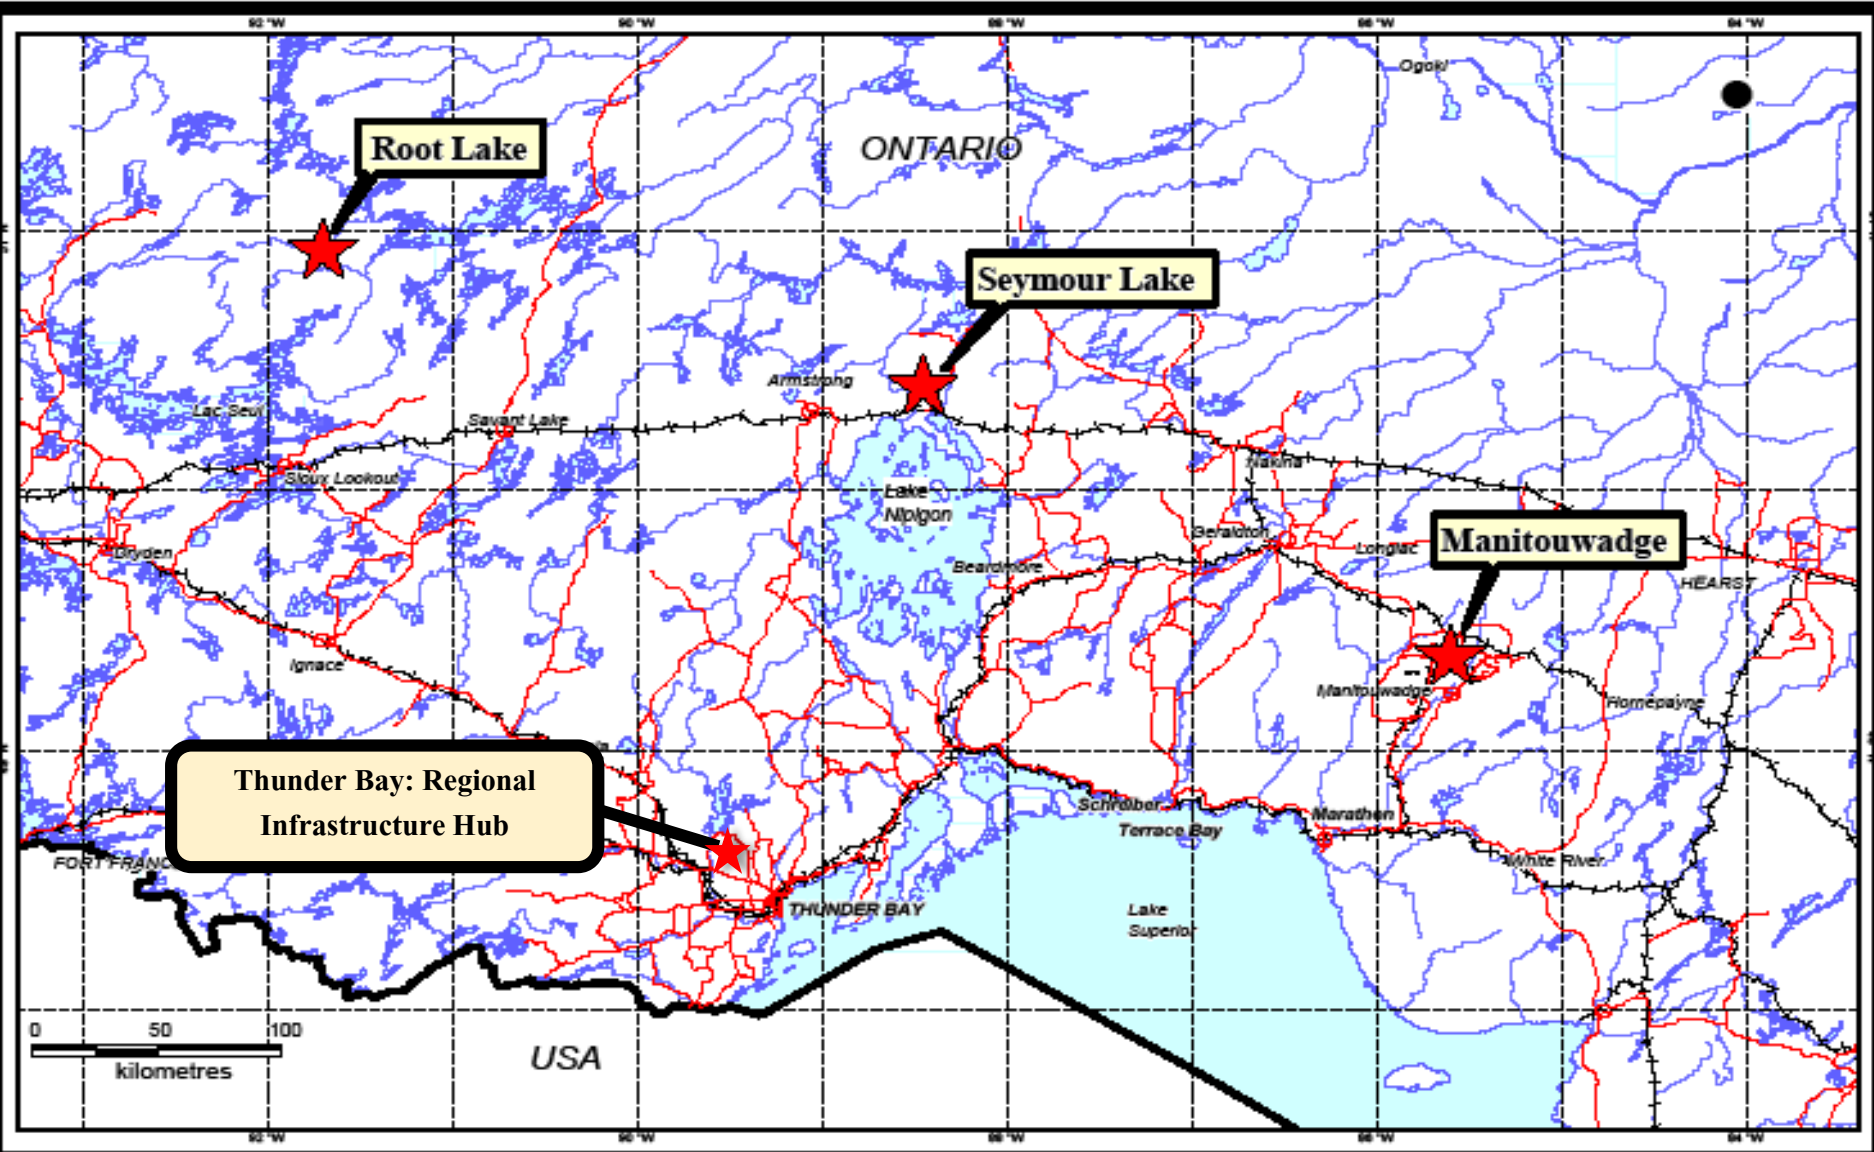 92°W 90°W 88°W 86°W 84°W
Ogoki
Root Lake
ONTARIO
Seymour Lake
Armstrong
Lac Seul
Savant Lake
Nakina
Sioux Lookout
Lake
Nipigon
Geraldton
Longlac
Manitouwadge
Dryden
Beardmore
HEARST
Ignace
Manitouwadge
Hornepayne
Thunder Bay: Regional
Infrastructure Hub
Schreiber
Terrace Bay
Marathon
FORT FRANC
White River
THUNDER BAY
Lake
Superior
0 50 100
kilometres
USA
92°W 90°W 88°W 86°W 84°W